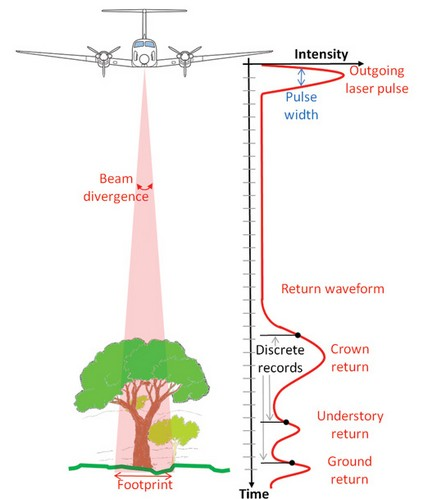 Intensity
Outgoing
laser pulse
Pulse
width
Beam
divergence
Return waveform
Discrete
records
Crown
return
Understory
return
Ground
return
Footprint
Time